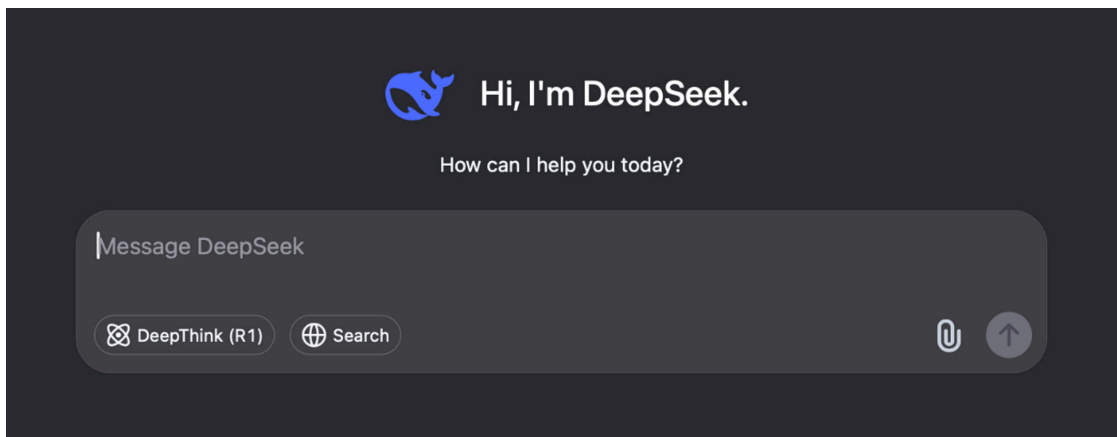 Hi, I'm DeepSeek.
How can I help you today?
Message DeepSeek
DeepThink (R1) Search